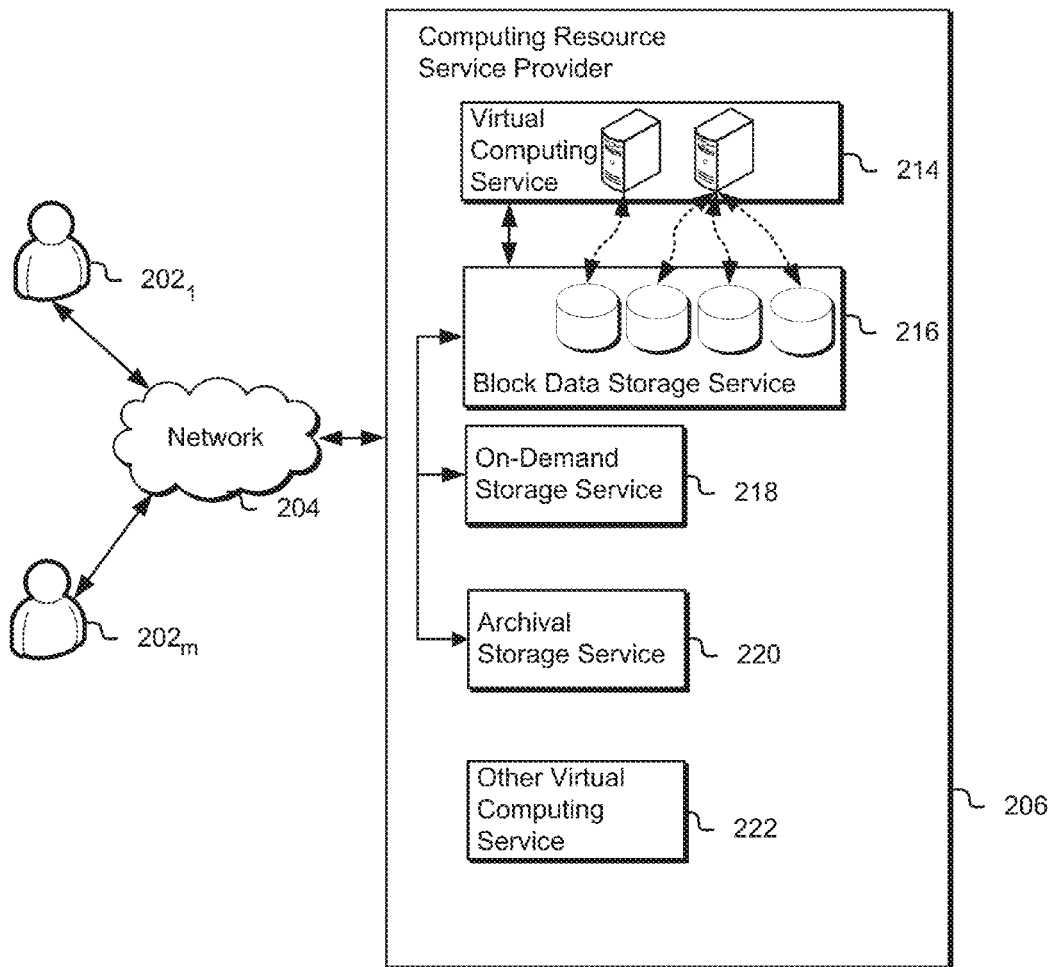 Computing Resource
Service Provider
Virtual
Computing
Service
214
202₁
216
Block Data Storage Service
Network
On-Demand
Storage Service
218
204
202ₘ
Archival
Storage Service
220
Other Virtual
Computing
Service
222
206